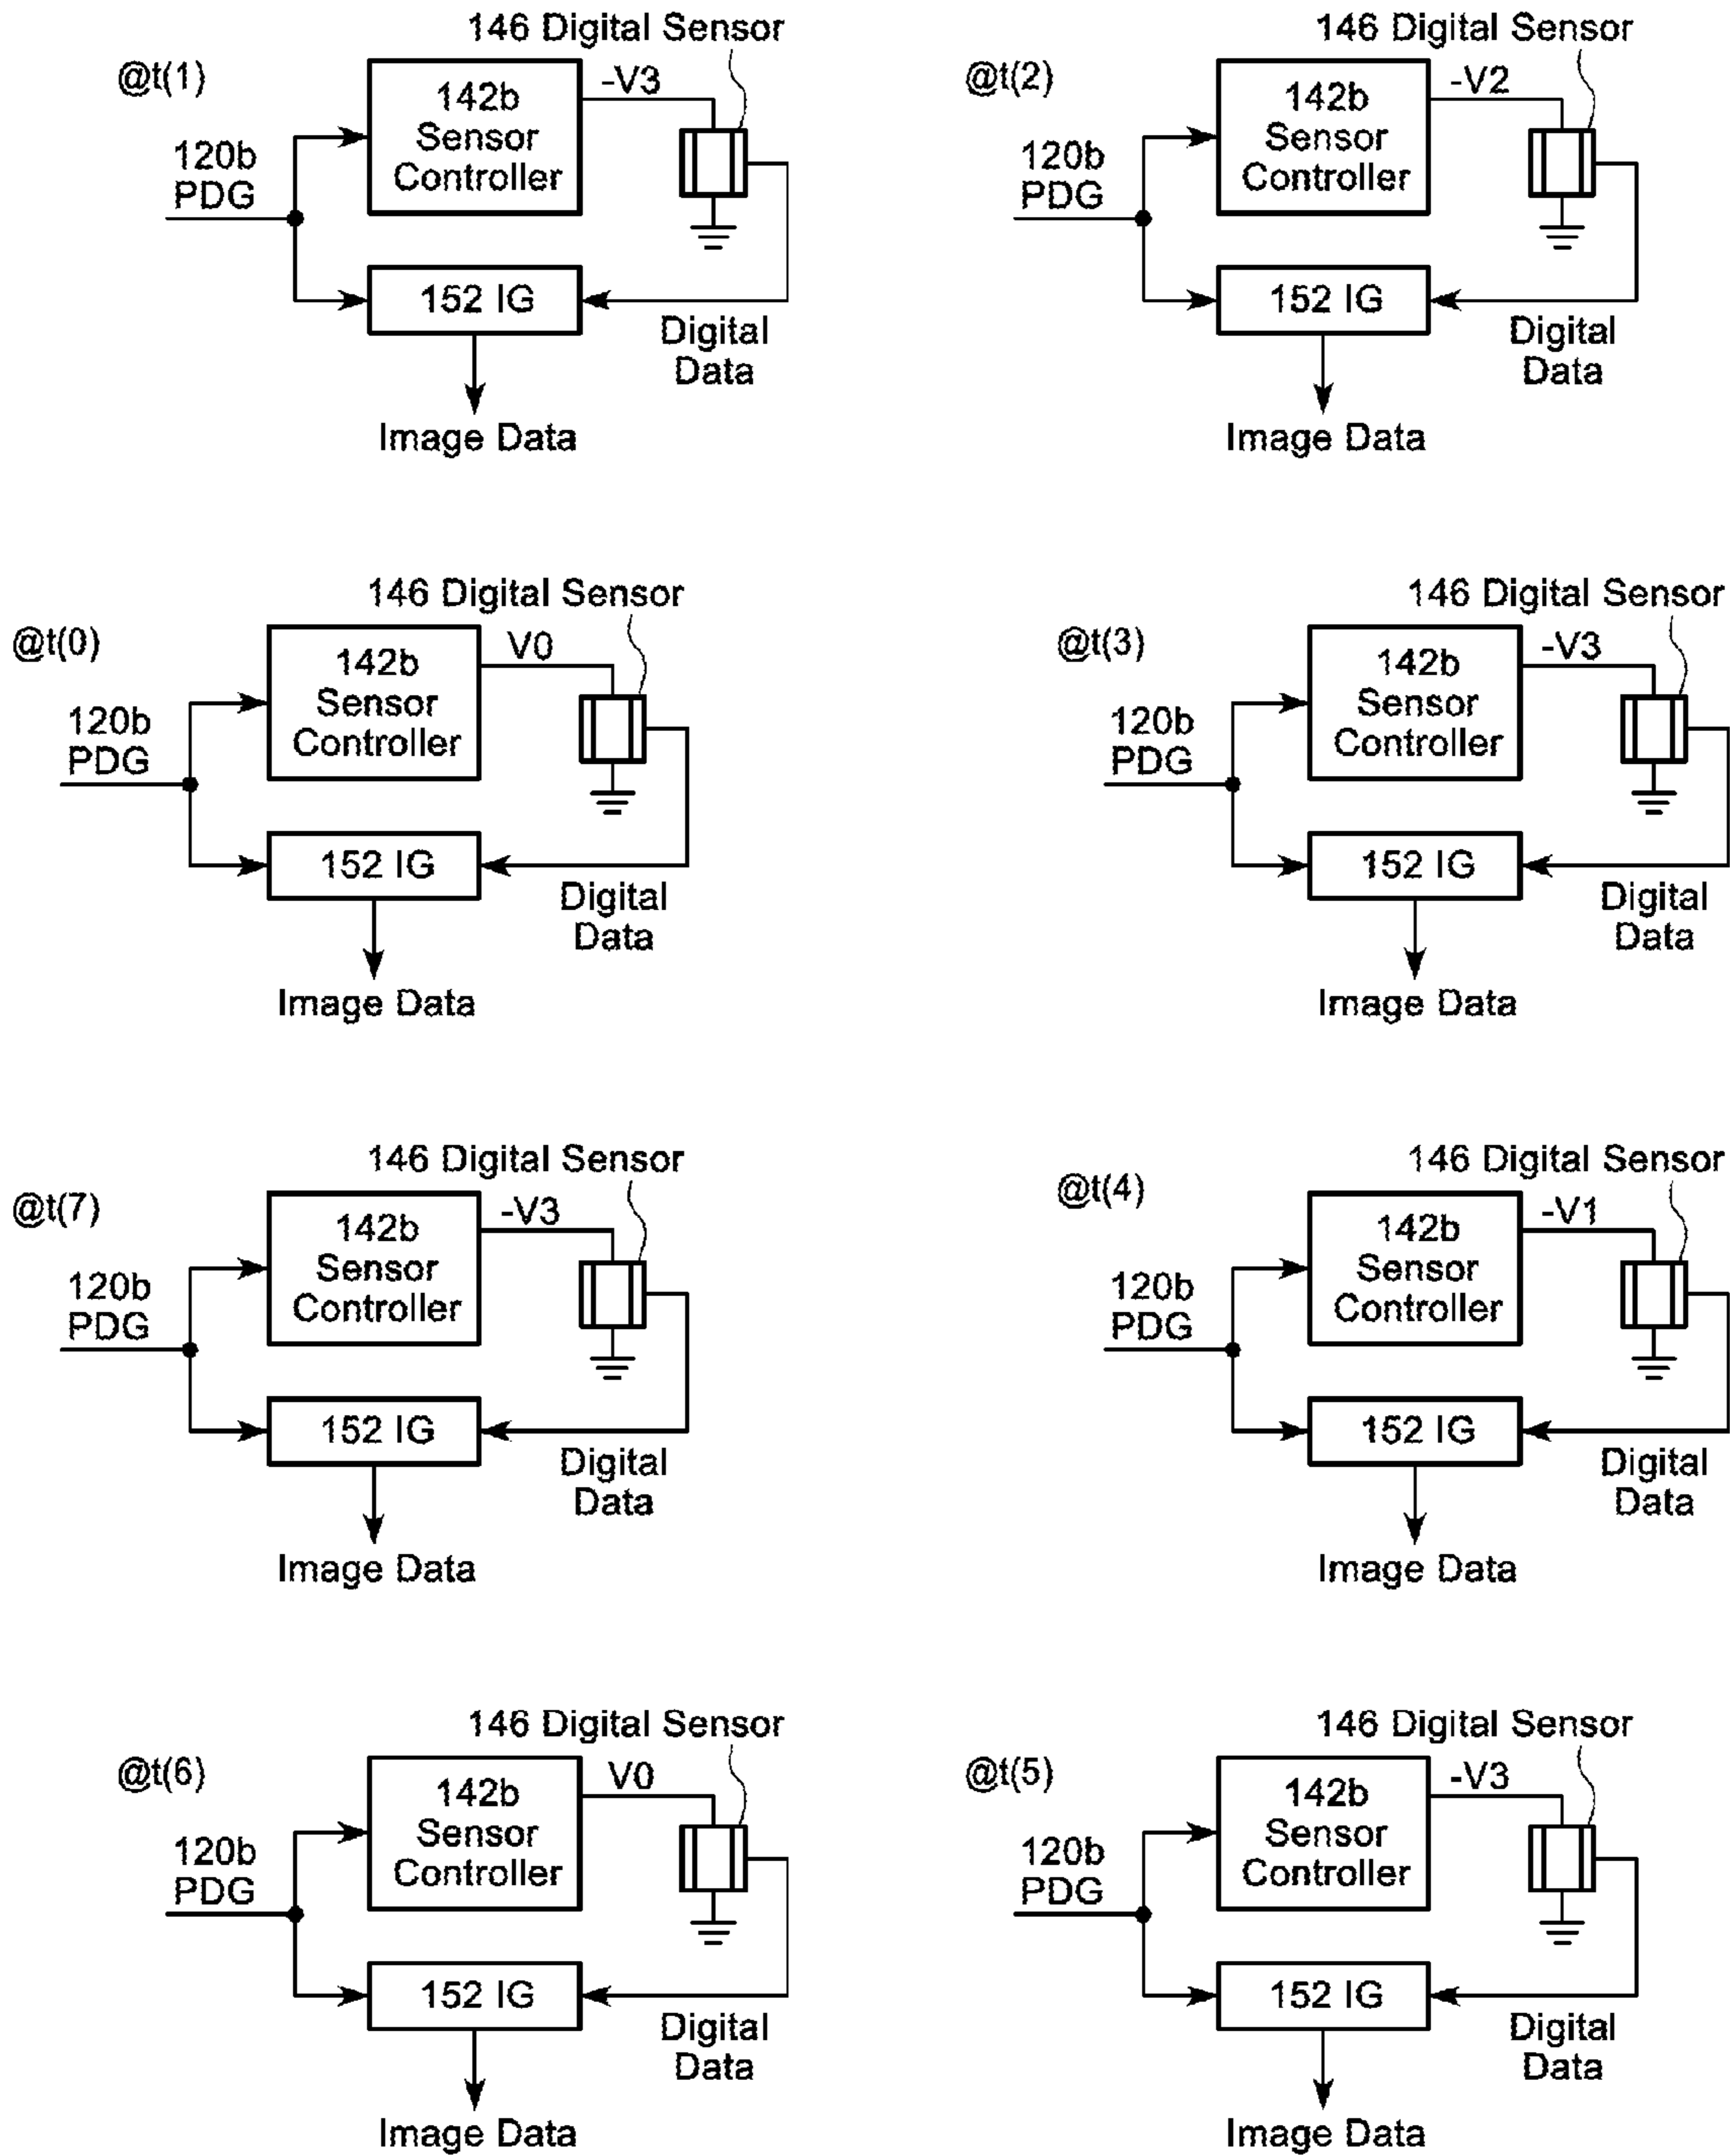 146 Digital Sensor
@t(1)
142b
Sensor
Controller
-V3
120b
PDG
152 IG
Digital
Data
Image Data
146 Digital Sensor
@t(2)
142b
Sensor
Controller
-V2
120b
PDG
152 IG
Digital
Data
Image Data
146 Digital Sensor
@t(0)
142b
Sensor
Controller
V0
120b
PDG
152 IG
Digital
Data
Image Data
146 Digital Sensor
@t(3)
142b
Sensor
Controller
-V3
120b
PDG
152 IG
Digital
Data
Image Data
146 Digital Sensor
@t(7)
142b
Sensor
Controller
-V3
120b
PDG
152 IG
Digital
Data
Image Data
146 Digital Sensor
@t(4)
142b
Sensor
Controller
-V1
120b
PDG
152 IG
Digital
Data
Image Data
146 Digital Sensor
@t(6)
142b
Sensor
Controller
V0
120b
PDG
152 IG
Digital
Data
Image Data
146 Digital Sensor
@t(5)
142b
Sensor
Controller
-V3
120b
PDG
152 IG
Digital
Data
Image Data